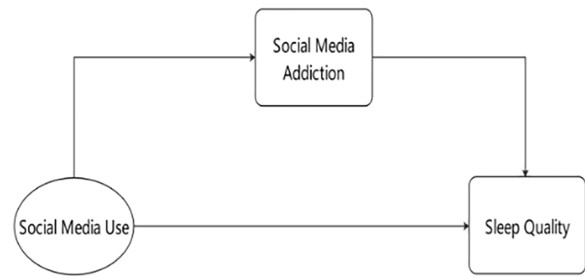 Social Media
Addiction
Social Media Use
Sleep Quality